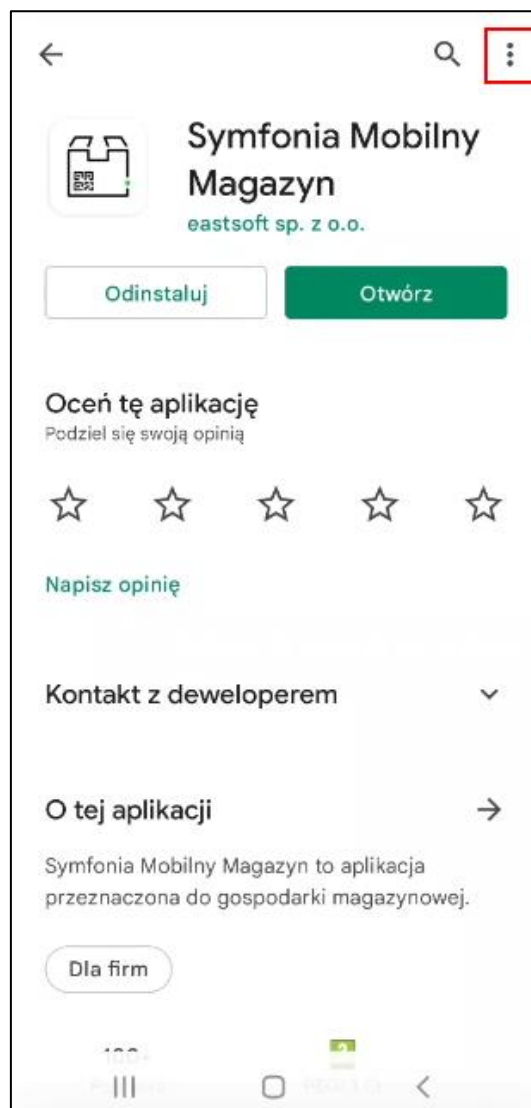 Symfonia Mobilny
Magazyn
eastsoft sp. z o.o.
Odinstaluj
Otwórz
Oceń tę aplikację
Podziel się swoją opinią
Napisz opinię
Kontakt z deweloperem
O tej aplikacji
Symfonia Mobilny Magazyn to aplikacja
przeznaczona do gospodarki magazynowej.
Dla firm